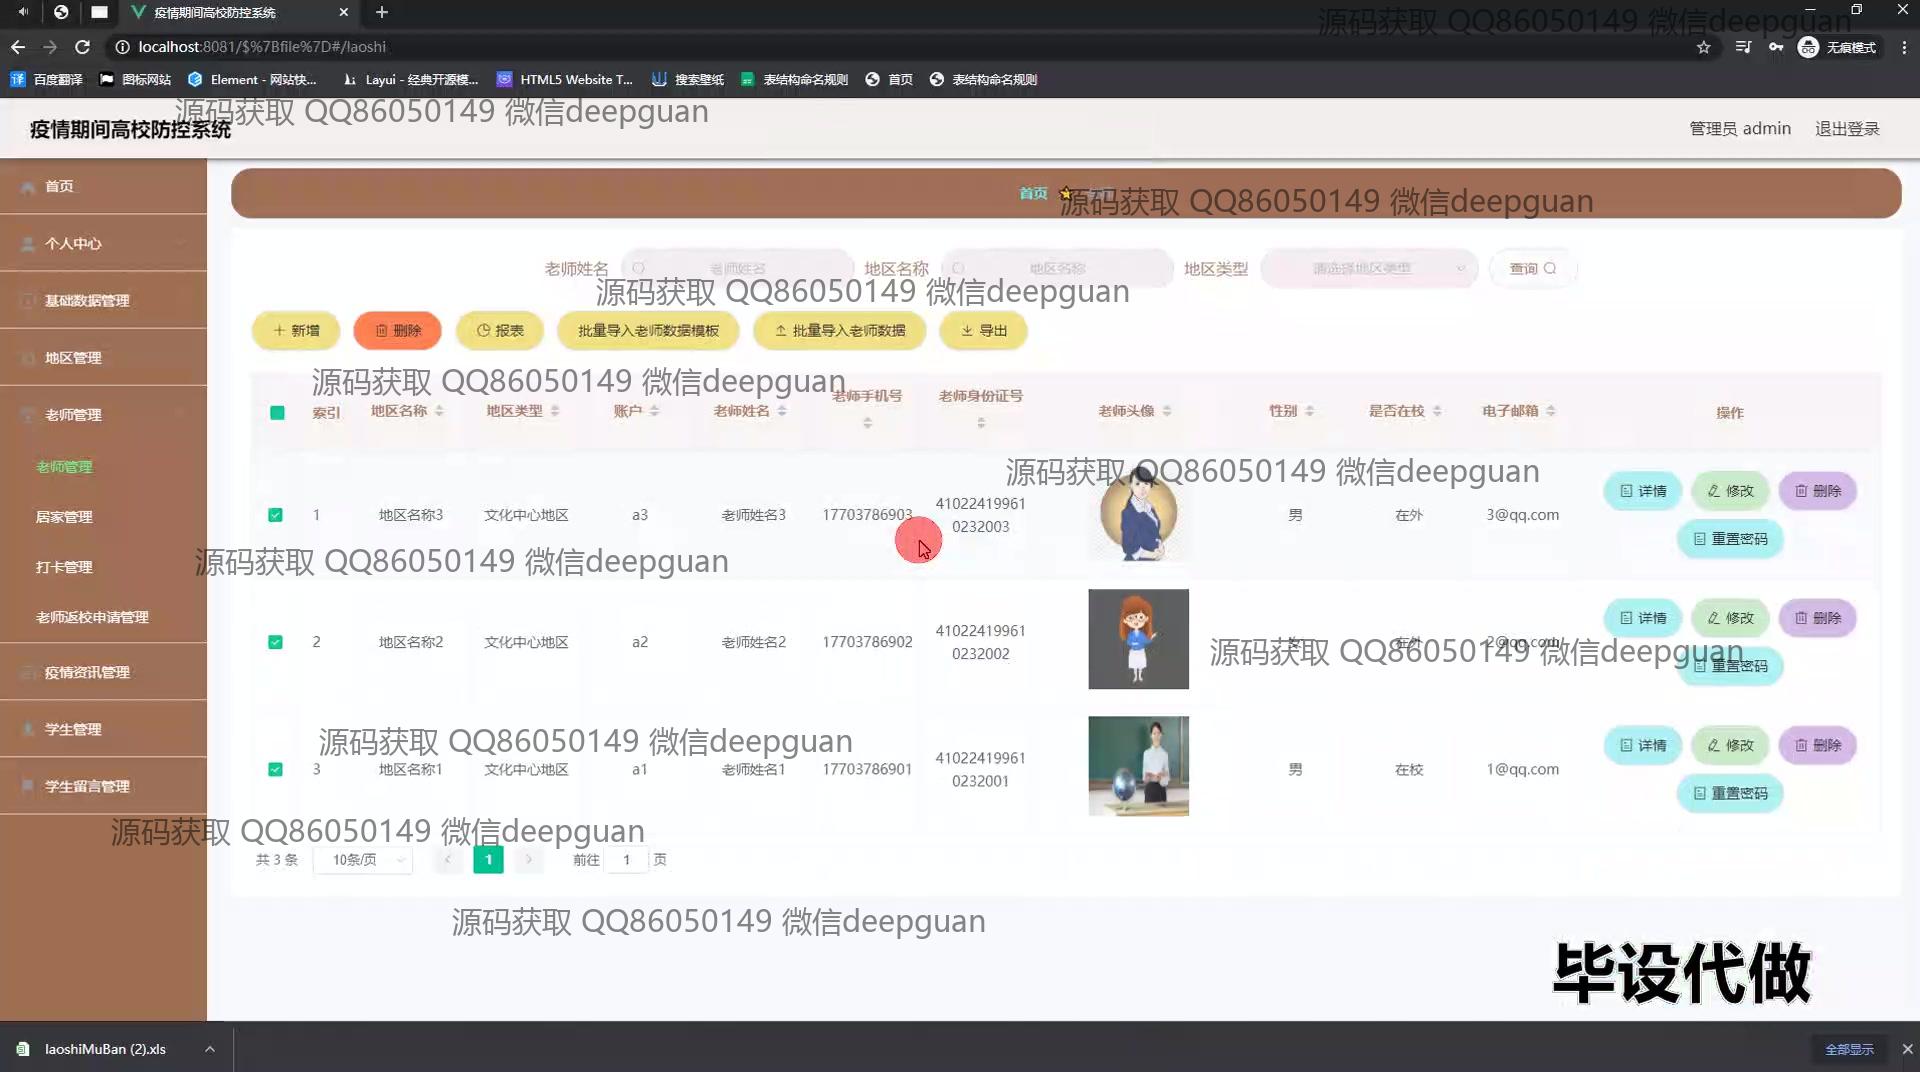 疫情期间高校防控系统
localhost:8081/$%7Bfile%7D#/laoshi
无痕模式
百度翻译
图标网站
Element - 网站快...
Layui - 经典开源模...
HTML5 Website T...
搜索壁纸
表结构命名规则
首页
表结构命名规则
源码获取 QQ86050149 微信deepguan
源码获取 QQ86050149 微信deepguan
疫情期间高校防控系统
管理员 admin
退出登录
首页
个人中心
基础数据管理
地区管理
老师管理
老师管理
居家管理
打卡管理
老师返校申请管理
疫情资讯管理
学生管理
学生留言管理
首页
源码获取 QQ86050149 微信deepguan
老师姓名
老师姓名
地区名称
地区名称
地区类型
请选择地区类型
查询
源码获取 QQ86050149 微信deepguan
新增
删除
报表
批量导入老师数据模板
批量导入老师数据
导出
源码获取 QQ86050149 微信deepguan
索引 地区名称 地区类型 账户 老师姓名 老师手机号 老师身份证号 老师头像 性别 是否在校 电子邮箱 操作
源码获取 QQ86050149 微信deepguan
1 地区名称3 文化中心地区 a3 老师姓名3 17703786903 41022419961
0232003
男 在外 3@qq.com
详情 修改 删除
重置密码
源码获取 QQ86050149 微信deepguan
2 地区名称2 文化中心地区 a2 老师姓名2 17703786902 41022419961
0232002
在外 2@qq.com
详情 修改 删除
重置密码
源码获取 QQ86050149 微信deepguan
源码获取 QQ86050149 微信deepguan
3 地区名称1 文化中心地区 a1 老师姓名1 17703786901 41022419961
0232001
男 在校 1@qq.com
详情 修改 删除
重置密码
源码获取 QQ86050149 微信deepguan
共 3 条 10条/页 1 前往 1 页
源码获取 QQ86050149 微信deepguan
毕设代做
laoshiMuBan (2).xls
全部显示